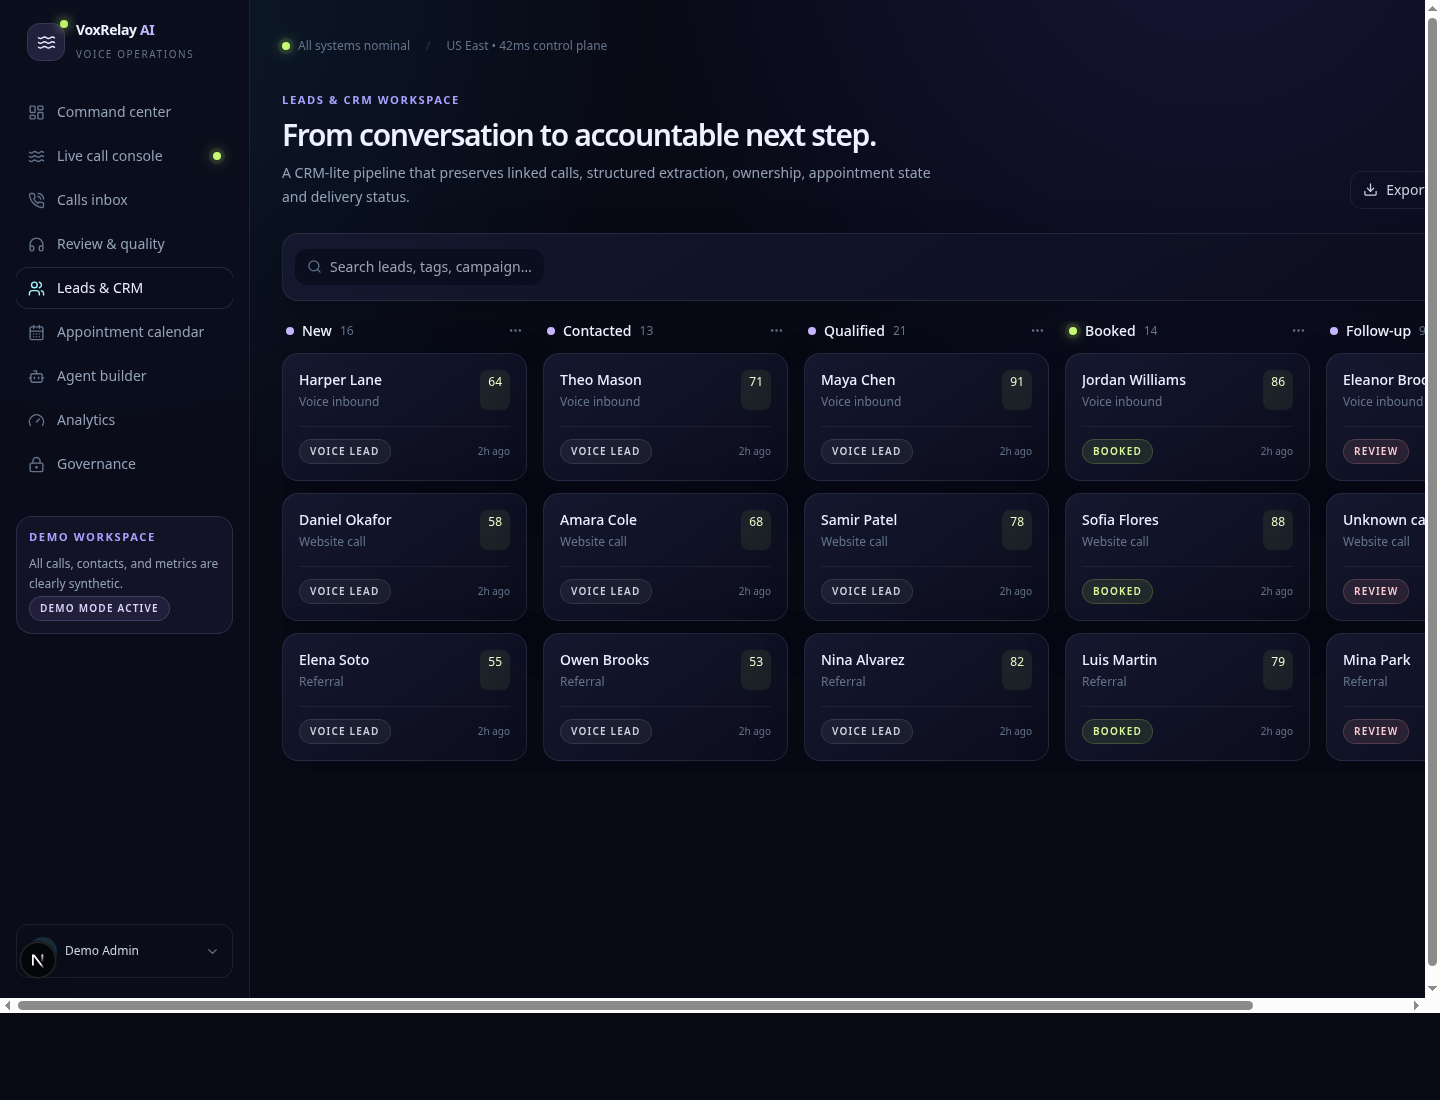 VoxRelay AI
VOICE OPERATIONS
Command center
Live call console
Calls inbox
Review & quality
Leads & CRM
Appointment calendar
Agent builder
Analytics
Governance
DEMO WORKSPACE
All calls, contacts, and metrics are
clearly synthetic.
DEMO MODE ACTIVE
Demo Admin
N
All systems nominal / US East • 42ms control plane
LEADS & CRM WORKSPACE
From conversation to accountable next step.
A CRM-lite pipeline that preserves linked calls, structured extraction, ownership, appointment state
and delivery status.
Expor
Search leads, tags, campaign...
New 16 ...
Harper Lane 64
Voice inbound
VOICE LEAD 2h ago
Daniel Okafor 58
Website call
VOICE LEAD 2h ago
Elena Soto 55
Referral
VOICE LEAD 2h ago
Contacted 13 ...
Theo Mason 71
Voice inbound
VOICE LEAD 2h ago
Amara Cole 68
Website call
VOICE LEAD 2h ago
Owen Brooks 53
Referral
VOICE LEAD 2h ago
Qualified 21 ...
Maya Chen 91
Voice inbound
VOICE LEAD 2h ago
Samir Patel 78
Website call
VOICE LEAD 2h ago
Nina Alvarez 82
Referral
VOICE LEAD 2h ago
Booked 14 ...
Jordan Williams 86
Voice inbound
BOOKED 2h ago
Sofia Flores 88
Website call
BOOKED 2h ago
Luis Martin 79
Referral
BOOKED 2h ago
Follow-up 9
Eleanor Broo
Voice inbound
REVIEW
Unknown ca
Website call
REVIEW
Mina Park
Referral
REVIEW